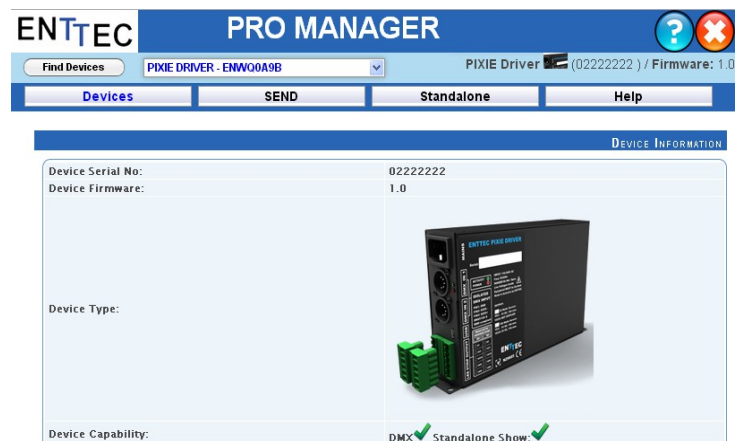 ENTTEC PRO MANAGER
Find Devices PIXIE DRIVER - ENWQ0A9B PIXIE Driver (02222222 ) / Firmware: 1.0
Devices SEND Standalone Help
DEVICE INFORMATION
Device Serial No: 02222222
Device Firmware: 1.0
Device Type:
ENTTEC PIXIE DRIVER
ENTTEC
Device Capability: DMX Standalone Show: